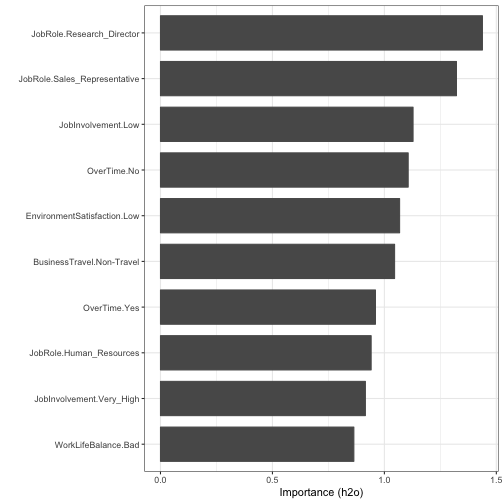 JobRole.Research_Director
JobRole.Sales_Representative
JobInvolvement.Low
OverTime.No
EnvironmentSatisfaction.Low
BusinessTravel.Non-Travel
OverTime.Yes
JobRole.Human_Resources
JobInvolvement.Very_High
WorkLifeBalance.Bad
0.0 0.5 1.0 1.5
Importance (h2o)